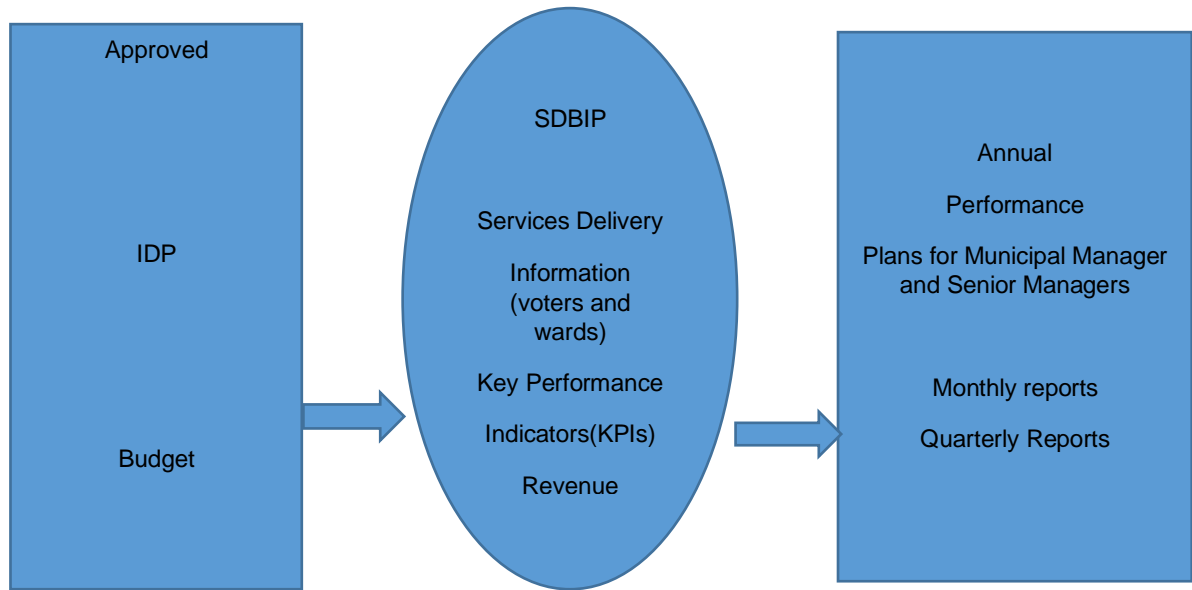 Approved
IDP
Budget
SDBIP
Services Delivery
Information
(voters and
wards)
Key Performance
Indicators(KPIs)
Revenue
Annual
Performance
Plans for Municipal Manager
and Senior Managers
Monthly reports
Quarterly Reports